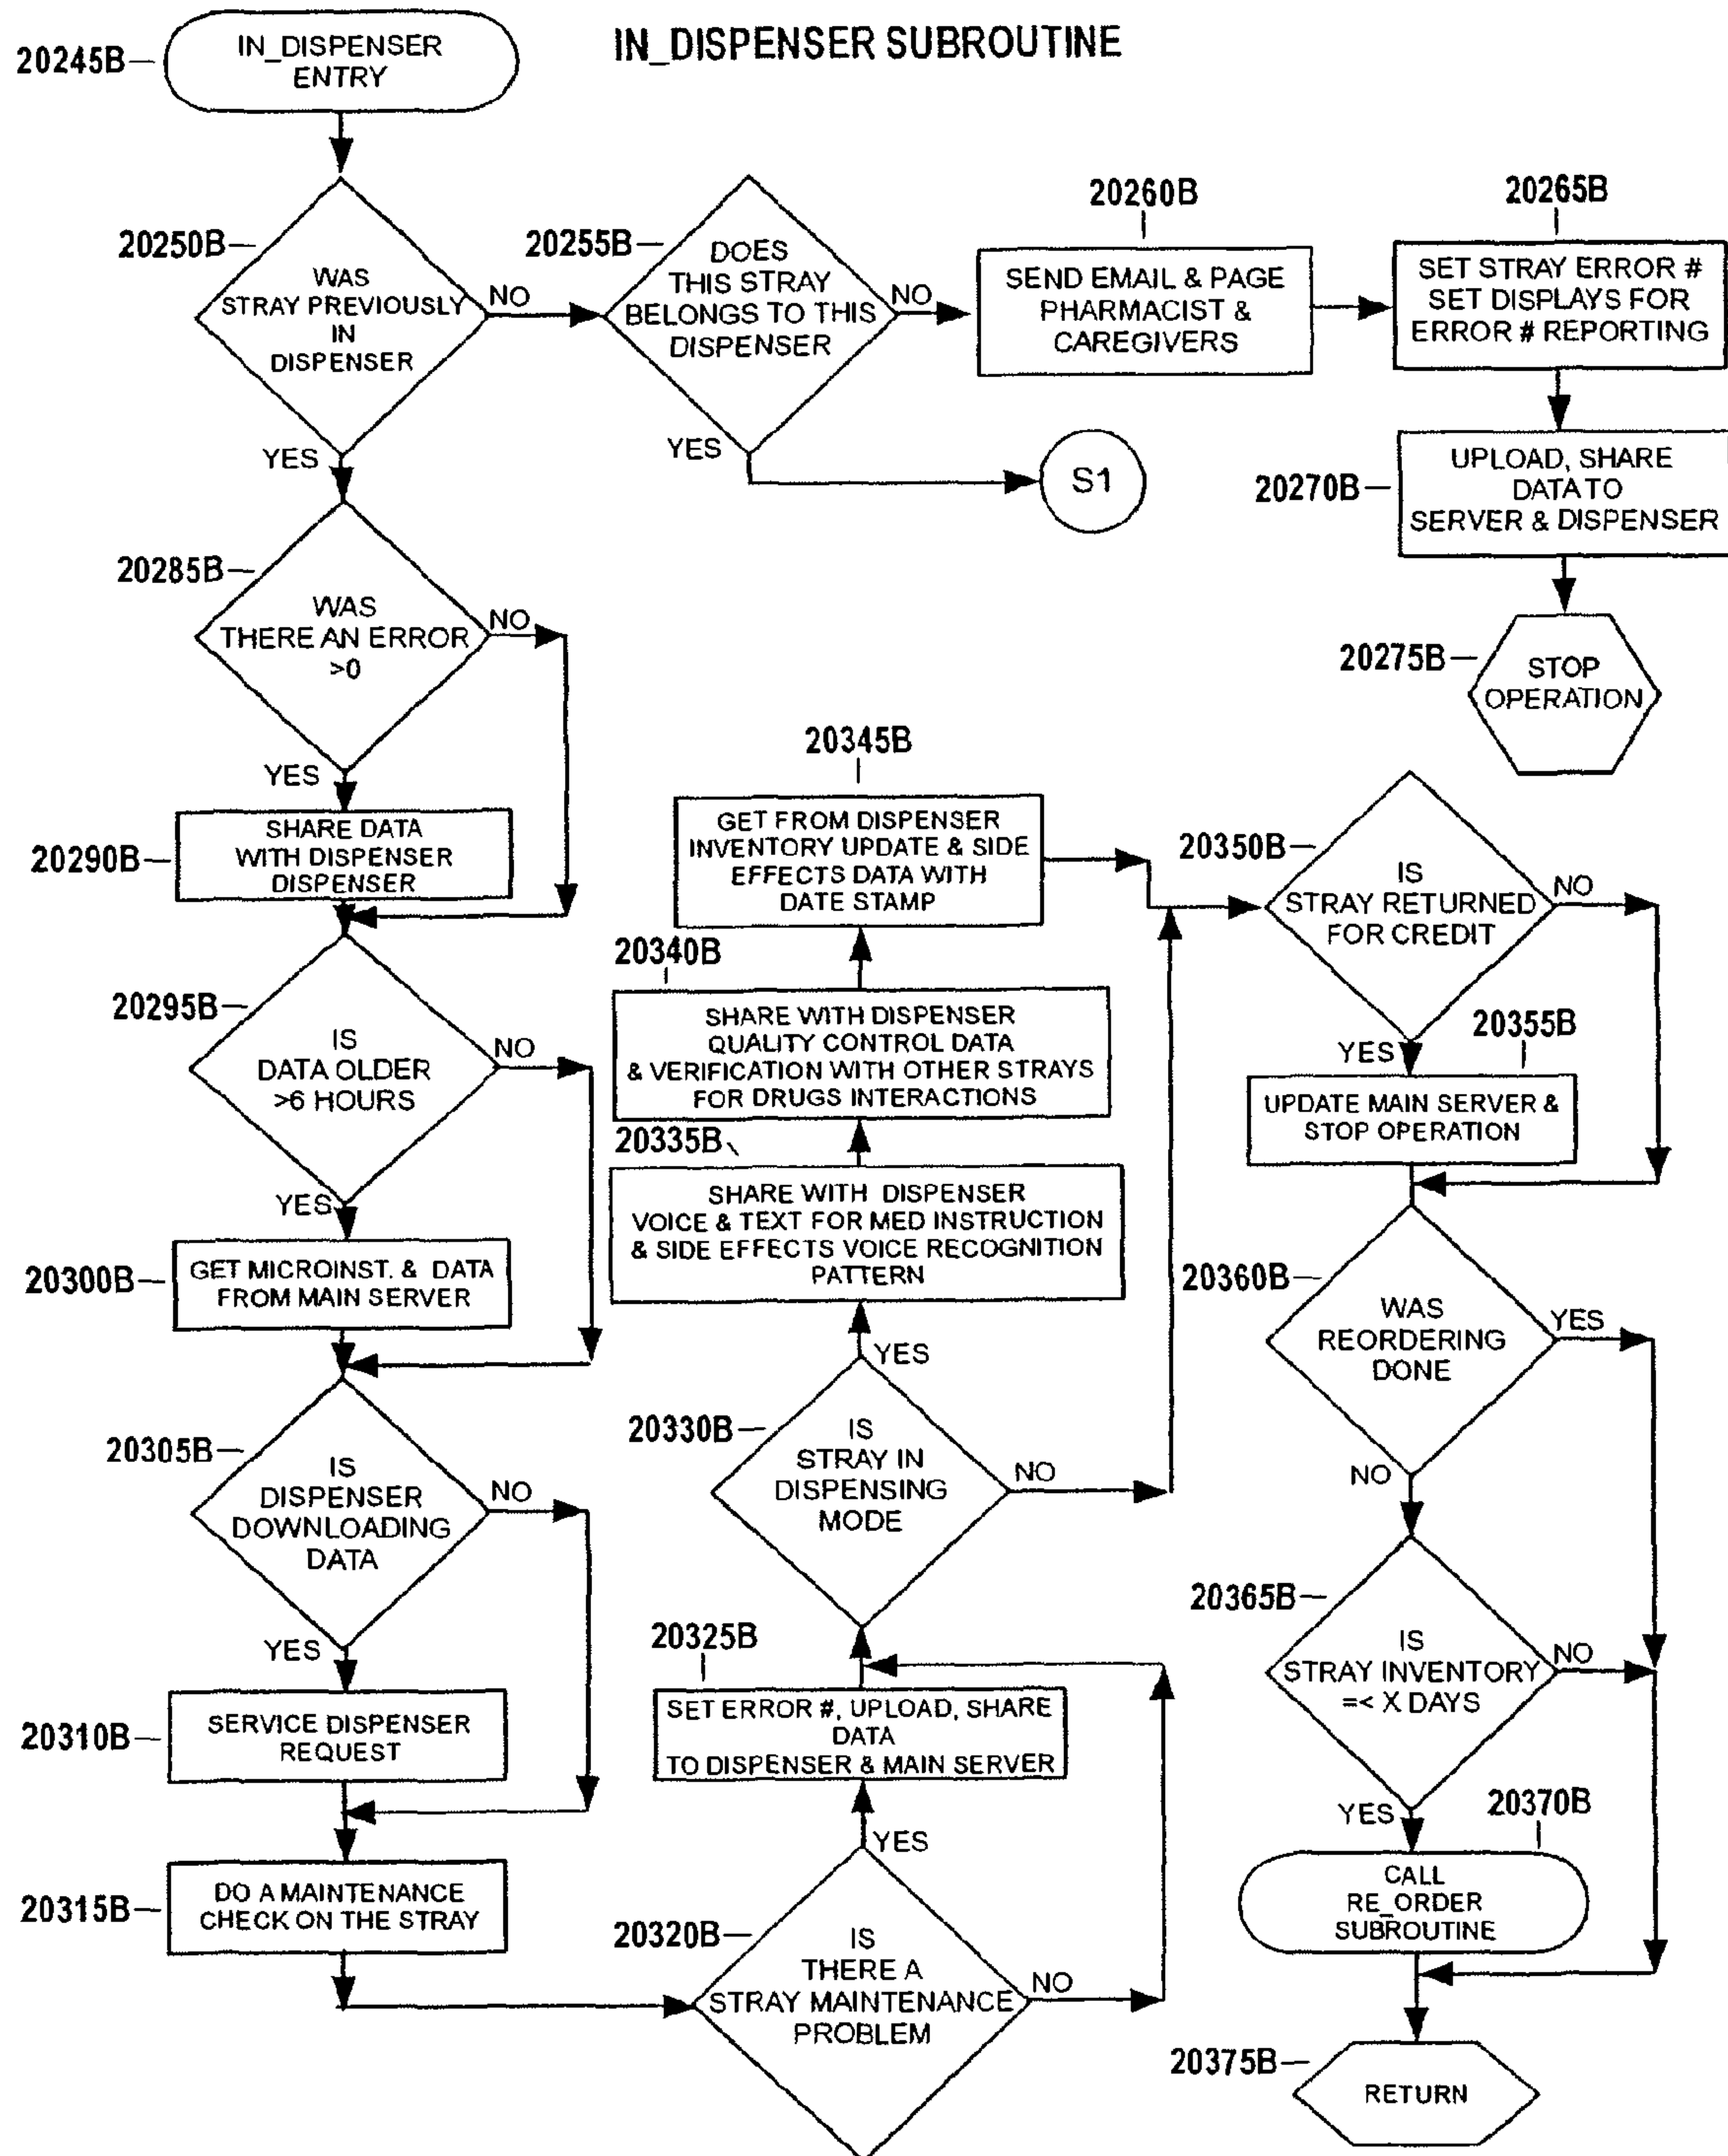 IN_DISPENSER SUBROUTINE
20245B
IN_DISPENSER
ENTRY
20250B
WAS
STRAY PREVIOUSLY
IN
DISPENSER
NO
YES
20255B
DOES
THIS STRAY
BELONGS TO THIS
DISPENSER
NO
YES
S1
20260B
SEND EMAIL & PAGE
PHARMACIST &
CAREGIVERS
20265B
SET STRAY ERROR #
SET DISPLAYS FOR
ERROR # REPORTING
20270B
UPLOAD, SHARE
DATA TO
SERVER & DISPENSER
20275B
STOP
OPERATION
20285B
WAS
THERE AN ERROR
>0
NO
YES
20290B
SHARE DATA
WITH DISPENSER
DISPENSER
20295B
IS
DATA OLDER
>6 HOURS
NO
YES
20300B
GET MICROINST. & DATA
FROM MAIN SERVER
20305B
IS
DISPENSER
DOWNLOADING
DATA
NO
YES
20310B
SERVICE DISPENSER
REQUEST
20315B
DO A MAINTENANCE
CHECK ON THE STRAY
20320B
IS
THERE A
STRAY MAINTENANCE
PROBLEM
NO
YES
20325B
SET ERROR #, UPLOAD, SHARE
DATA
TO DISPENSER & MAIN SERVER
20330B
IS
STRAY IN
DISPENSING
MODE
NO
YES
20335B
SHARE WITH DISPENSER
VOICE & TEXT FOR MED INSTRUCTION
& SIDE EFFECTS VOICE RECOGNITION
PATTERN
20340B
SHARE WITH DISPENSER
QUALITY CONTROL DATA
& VERIFICATION WITH OTHER STRAYS
FOR DRUGS INTERACTIONS
20345B
GET FROM DISPENSER
INVENTORY UPDATE & SIDE
EFFECTS DATA WITH
DATE STAMP
20350B
IS
STRAY RETURNED
FOR CREDIT
NO
YES
20355B
UPDATE MAIN SERVER &
STOP OPERATION
20360B
WAS
REORDERING
DONE
YES
NO
20365B
IS
STRAY INVENTORY
=< X DAYS
NO
YES
20370B
CALL
RE_ORDER
SUBROUTINE
20375B
RETURN